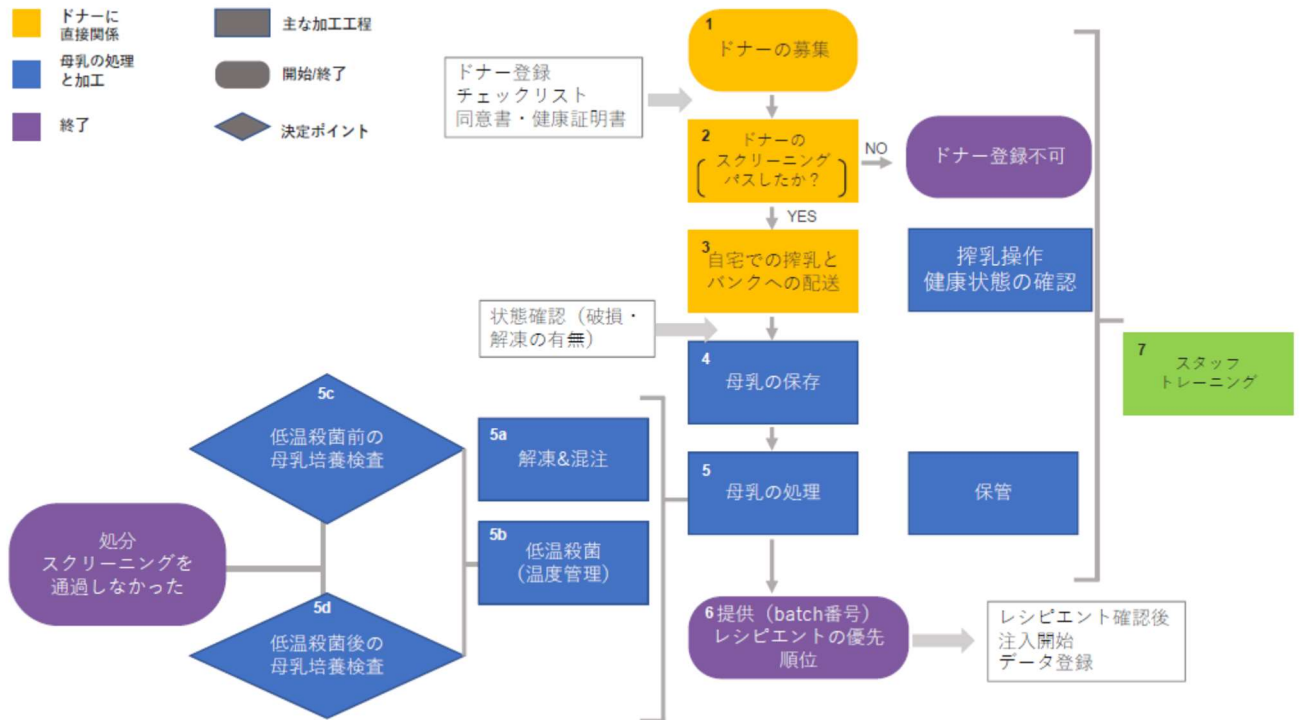 ドナーに
直接関係
母乳の処理
と加工
終了
主な加工工程
開始/終了
決定ポイント
1
ドナーの募集
ドナー登録
チェックリスト
同意書・健康証明書
2
ドナーの
スクリーニング
パスしたか？
NO
ドナー登録不可
YES
3
自宅での搾乳と
バンクへの配送
搾乳操作
健康状態の確認
状態確認（破損・
解凍の有無）
4
母乳の保存
7
スタッフ
トレーニング
5c
低温殺菌前の
母乳培養検査
5a
解凍&混注
5
母乳の処理
保管
処分
スクリーニングを
通過しなかった
5b
低温殺菌
(温度管理)
5d
低温殺菌後の
母乳培養検査
6 提供（batch番号）
レシピエントの優先
順位
レシピエント確認後
注入開始
データ登録